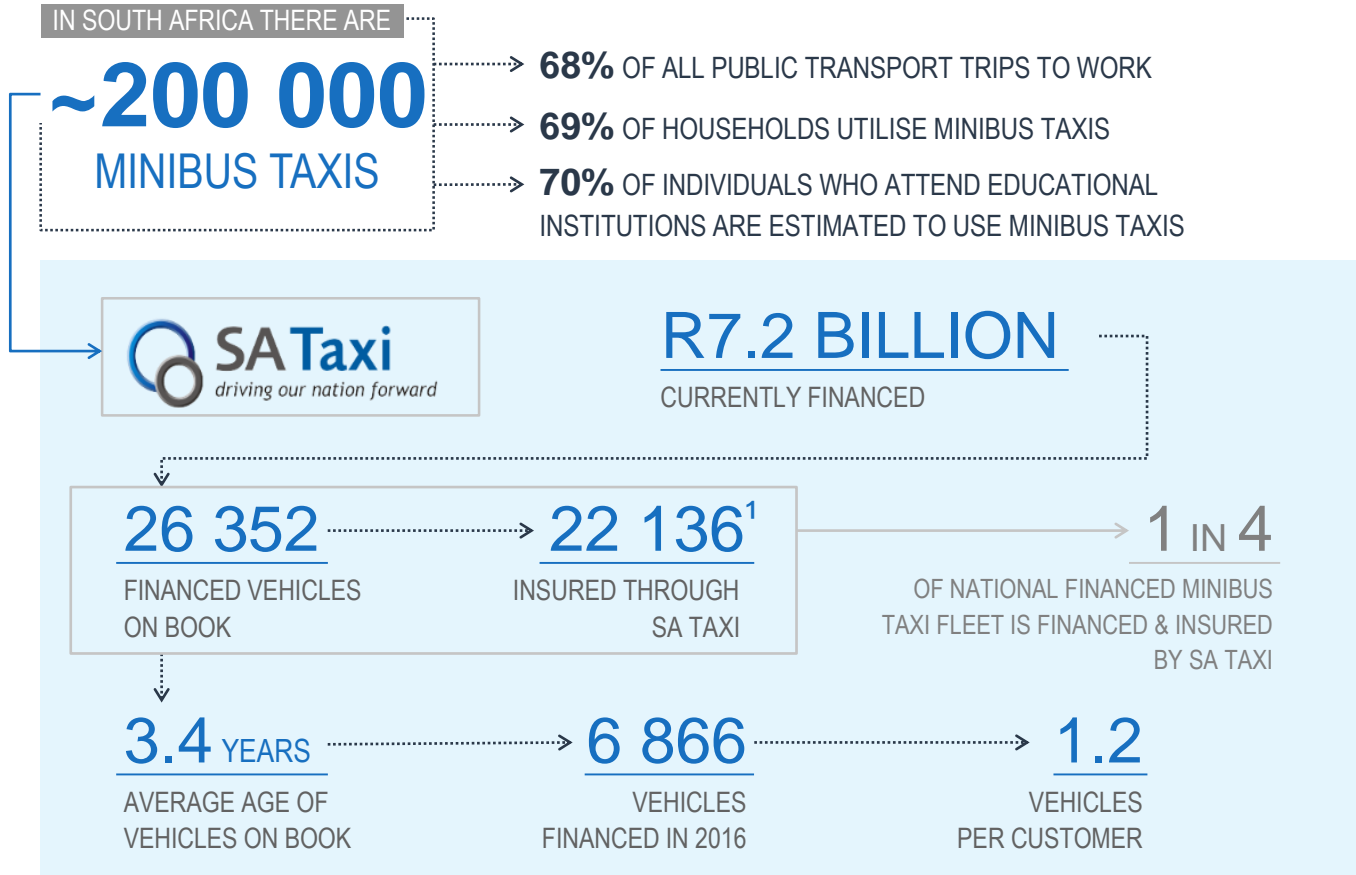 IN SOUTH AFRICA THERE ARE
~200 000
MINIBUS TAXIS
68% OF ALL PUBLIC TRANSPORT TRIPS TO WORK
69% OF HOUSEHOLDS UTILISE MINIBUS TAXIS
70% OF INDIVIDUALS WHO ATTEND EDUCATIONAL
INSTITUTIONS ARE ESTIMATED TO USE MINIBUS TAXIS
SA Taxi
driving our nation forward
R7.2 BILLION
CURRENTLY FINANCED
26 352
FINANCED VEHICLES
ON BOOK
22 136¹
INSURED THROUGH
SA TAXI
1 IN 4
OF NATIONAL FINANCED MINIBUS
TAXI FLEET IS FINANCED & INSURED
BY SA TAXI
3.4 YEARS
AVERAGE AGE OF
VEHICLES ON BOOK
6 866
VEHICLES
FINANCED IN 2016
1.2
VEHICLES
PER CUSTOMER